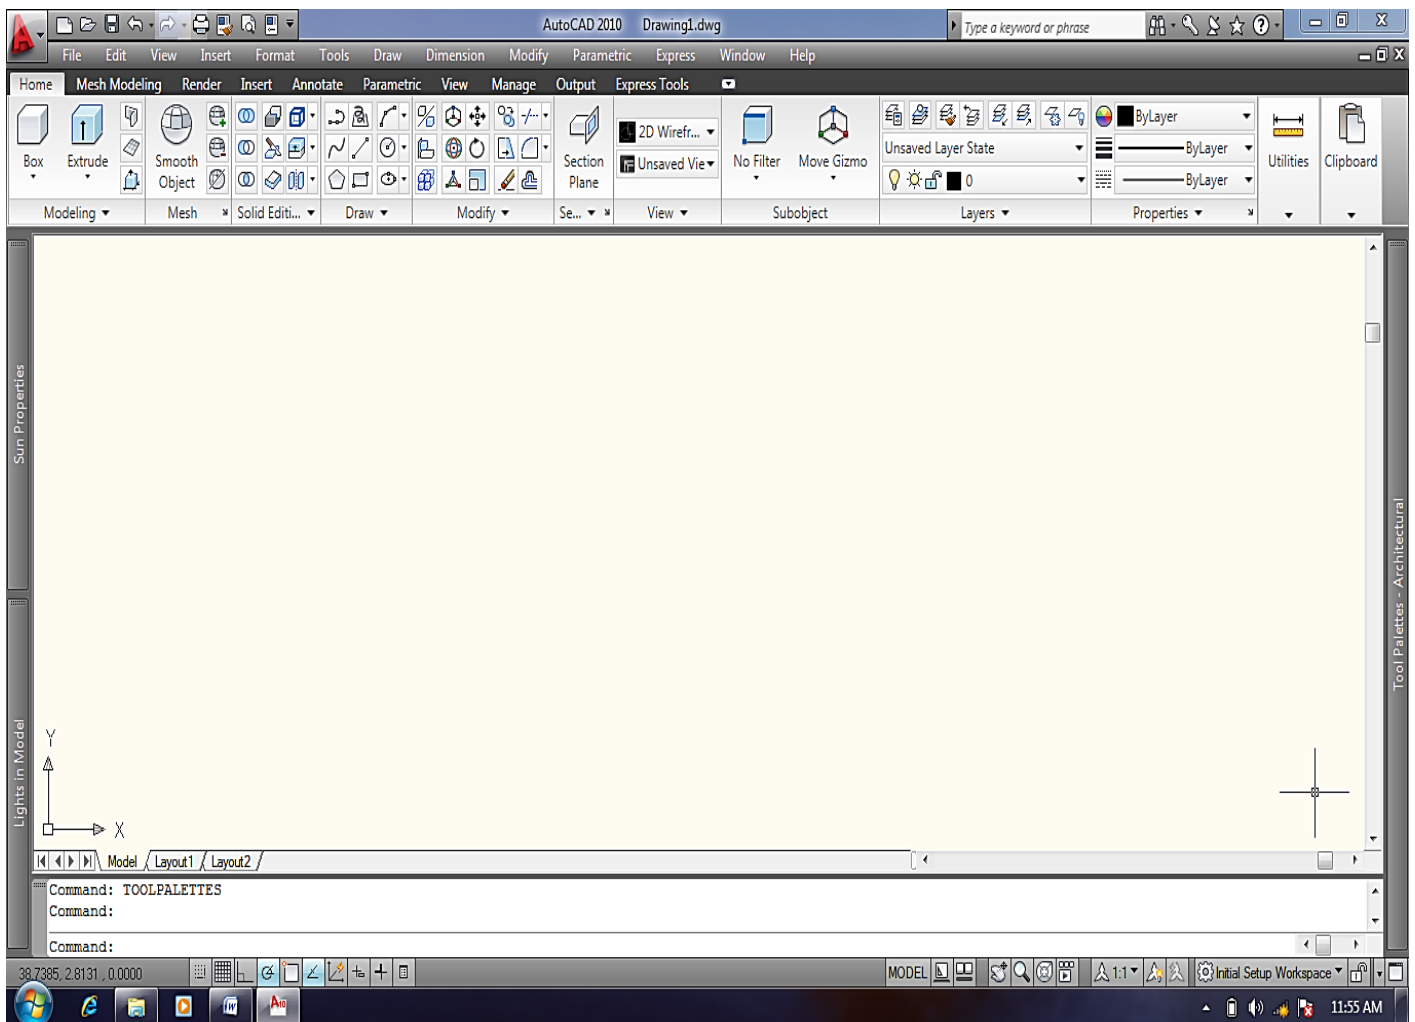 AutoCAD 2010 Drawing1.dwg Type a keyword or phrase
File Edit View Insert Format Tools Draw Dimension Modify Parametric Express Window Help
Home Mesh Modeling Render Insert Annotate Parametric View Manage Output Express Tools
ByLayer
2D Wirefr...
Unsaved Layer State ByLayer
Box Extrude Smooth Object Section Plane Unsaved Vie No Filter Move Gizmo Utilities Clipboard
0 ByLayer
Modeling Mesh Solid Editi... Draw Modify Se... View Subobject Layers Properties
Sun Properties
Tool Palettes - Architectural
Lights in Model
Y
X
Model Layout1 Layout2
Command: TOOLPALETTES
Command:
Command:
38.7385, 2.8131 , 0.0000 MODEL 1:1 Initial Setup Workspace
A10 11:55 AM